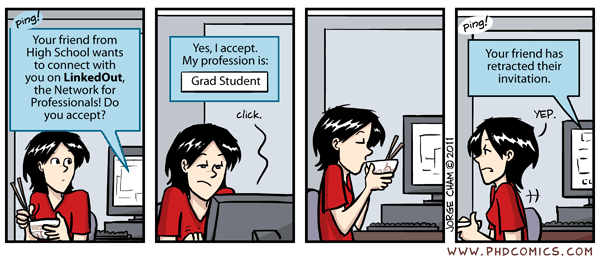 ping!
Your friend from
High School wants
to connect with
you on LinkedOut,
the Network for
Professionals! Do
you accept?
Yes, I accept.
My profession is:
Grad Student
click.
JORGE CHAM © 2011
ping!
Your friend has
retracted their
invitation.
YEP.
WWW.PHDCOMICS.COM